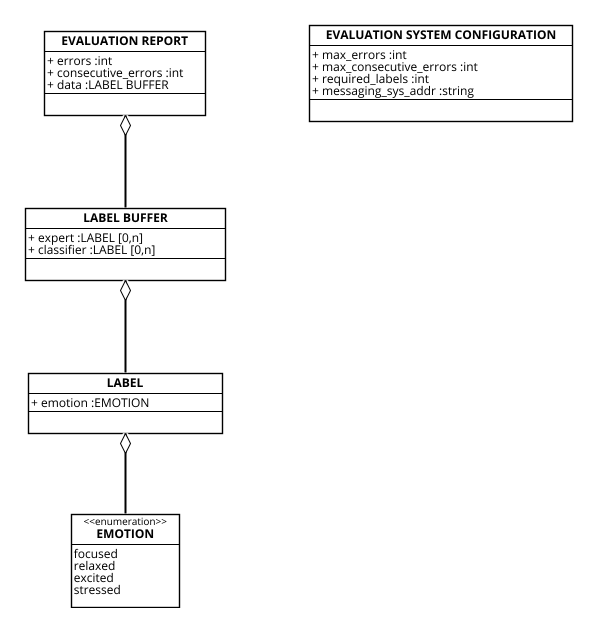 EVALUATION REPORT
+ errors :int
+ consecutive_errors :int
+ data :LABEL BUFFER
EVALUATION SYSTEM CONFIGURATION
+ max_errors :int
+ max_consecutive_errors :int
+ required_labels :int
+ messaging_sys_addr :string
LABEL BUFFER
+ expert :LABEL [0,n]
+ classifier :LABEL [0,n]
LABEL
+ emotion :EMOTION
<<enumeration>>
EMOTION
focused
relaxed
excited
stressed